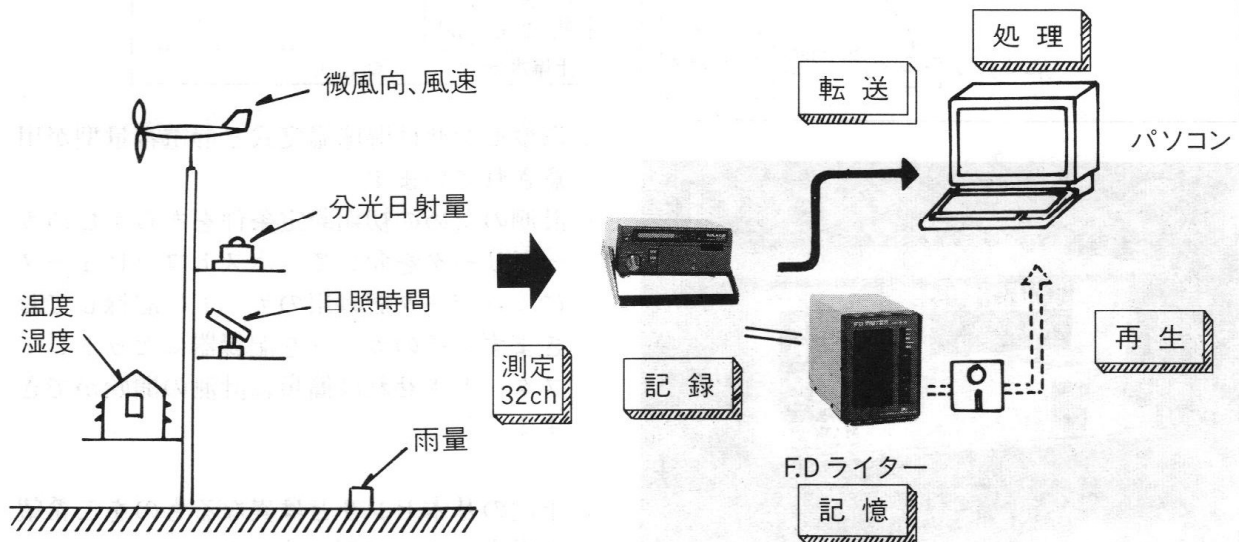 微風向、風速
分光日射量
日照時間
温度
湿度
雨量
測定
32ch
記録
転送
処理
パソコン
再生
F.Dライター
記憶